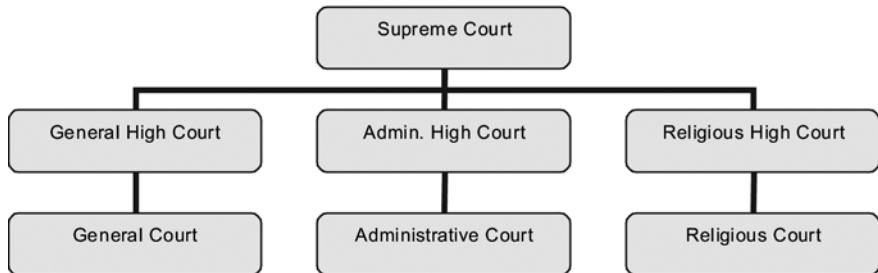 Supreme Court
General High Court
Admin. High Court
Religious High Court
General Court
Administrative Court
Religious Court